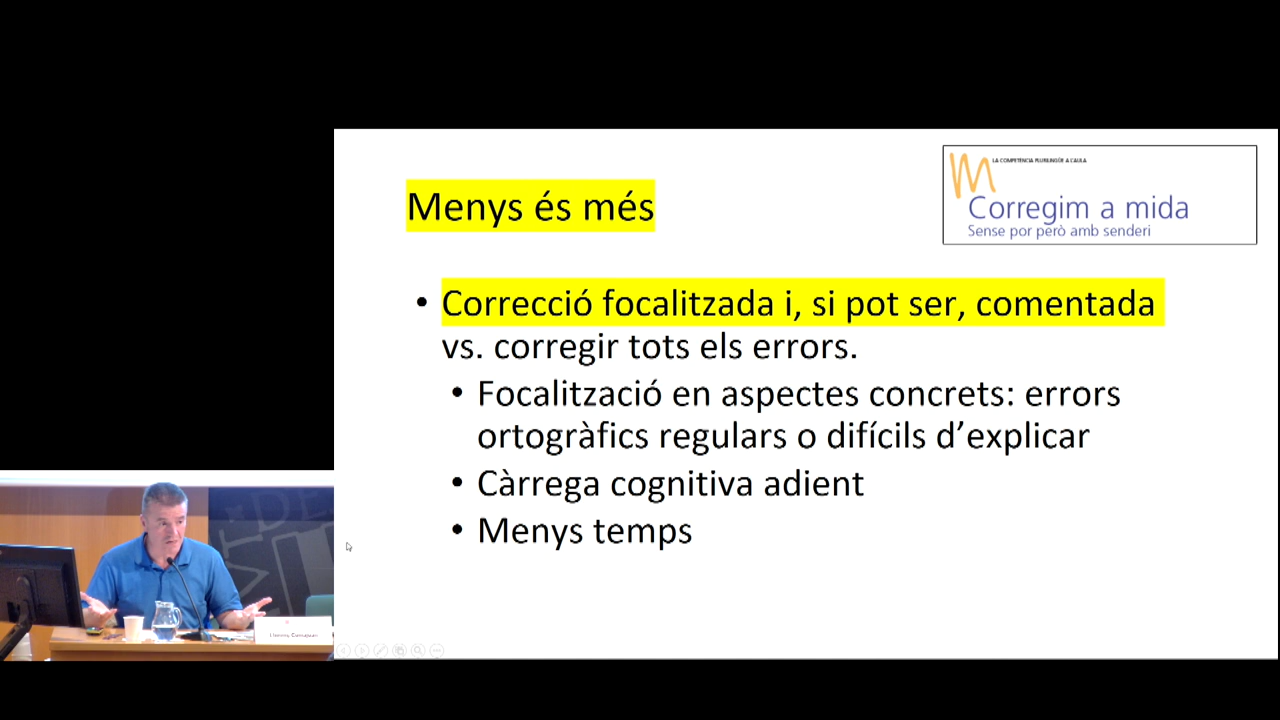 LA COMPETÈNCIA PLURILINGÜE A L'AULA
Corregim a mida
Sense por però amb senderi
Menys és més
• Correcció focalitzada i, si pot ser, comentada
vs. corregir tots els errors.
• Focalització en aspectes concrets: errors
ortogràfics regulars o difícils d’explicar
• Càrrega cognitiva adient
• Menys temps